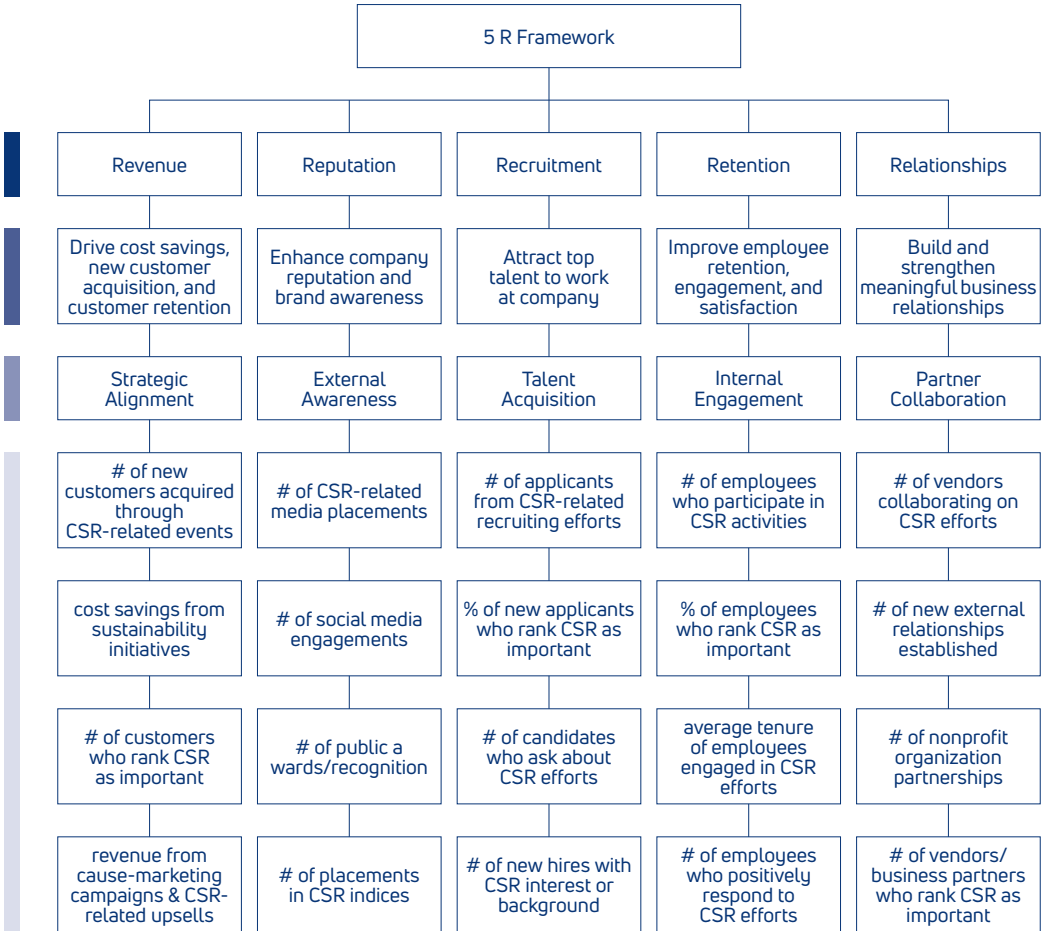 5 R Framework
Revenue
Reputation
Recruitment
Retention
Relationships
Drive cost savings,
new customer
acquisition, and
customer retention
Enhance company
reputation and
brand awareness
Attract top
talent to work
at company
Improve employee
retention,
engagement, and
satisfaction
Build and
strengthen
meaningful business
relationships
Strategic
Alignment
External
Awareness
Talent
Acquisition
Internal
Engagement
Partner
Collaboration
# of new
customers acquired
through
CSR-related events
# of CSR-related
media placements
# of applicants
from CSR-related
recruiting efforts
# of employees
who participate in
CSR activities
# of vendors
collaborating on
CSR efforts
cost savings from
sustainability
initiatives
# of social media
engagements
% of new applicants
who rank CSR as
important
% of employees
who rank CSR as
important
# of new external
relationships
established
# of customers
who rank CSR
as important
# of public a
wards/recognition
# of candidates
who ask about
CSR efforts
average tenure
of employees
engaged in CSR
efforts
# of nonprofit
organization
partnerships
revenue from
cause-marketing
campaigns & CSR-
related upsells
# of placements
in CSR indices
# of new hires with
CSR interest or
background
# of employees
who positively
respond to
CSR efforts
# of vendors/
business partners
who rank CSR as
important